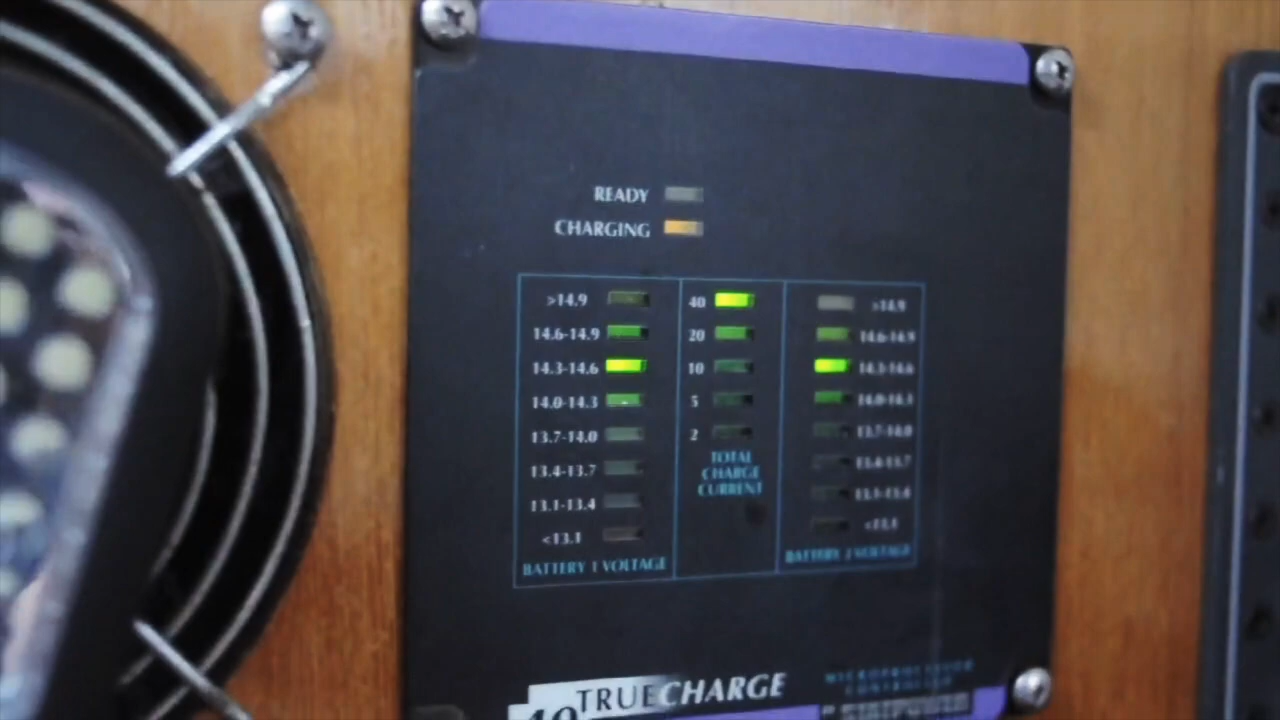 READY
CHARGING
>14.9
14.6-14.9
14.3-14.6
14.0-14.3
13.7-14.0
13.4-13.7
13.1-13.4
<13.1
BATTERY 1 VOLTAGE
40
20
10
5
2
TOTAL
CHARGE
CURRENT
>14.9
14.6-14.9
14.3-14.6
14.0-14.3
13.7-14.0
13.4-13.7
13.1-13.4
<13.1
BATTERY 2 VOLTAGE
40 TRUECHARGE
MICROPROCESSOR
CONTROLLED